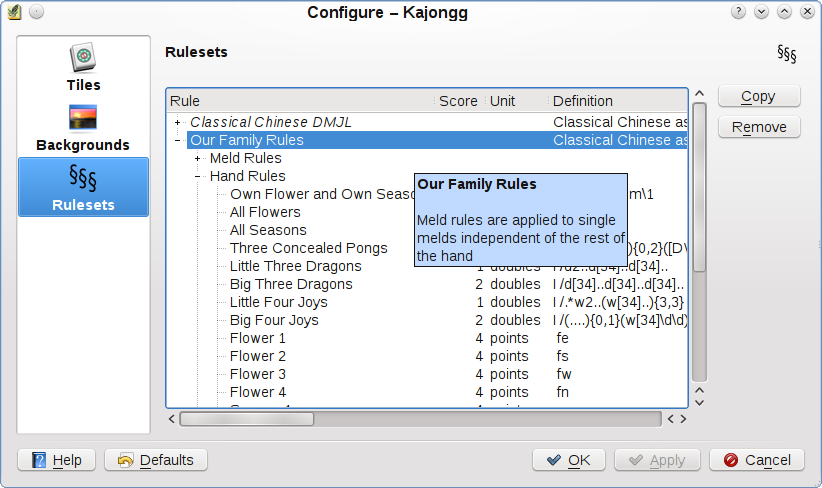 Configure – Kajongg
Tiles
Backgrounds
Rulesets
Rulesets
§§§
Rule Score Unit Definition
Classical Chinese DMJL Classical Chinese as
Our Family Rules Classical Chinese as
Meld Rules
Hand Rules
Own Flower and Own Seaso m\1
All Flowers
All Seasons
Three Concealed Pongs ){0,2}([D\
Little Three Dragons 1 doubles I /d2..d[34]..d[34]..
Big Three Dragons 2 doubles I /d[34]..d[34]..d[34]..
Little Four Joys 1 doubles I /.*w2..(w[34]..){3,3}
Big Four Joys 2 doubles I /(....){0,1}(w[34]\d\d)
Flower 1 4 points fe
Flower 2 4 points fs
Flower 3 4 points fw
Flower 4 4 points fn
Our Family Rules
Meld rules are applied to single
melds independent of the rest of
the hand
Copy
Remove
Help Defaults OK Apply Cancel